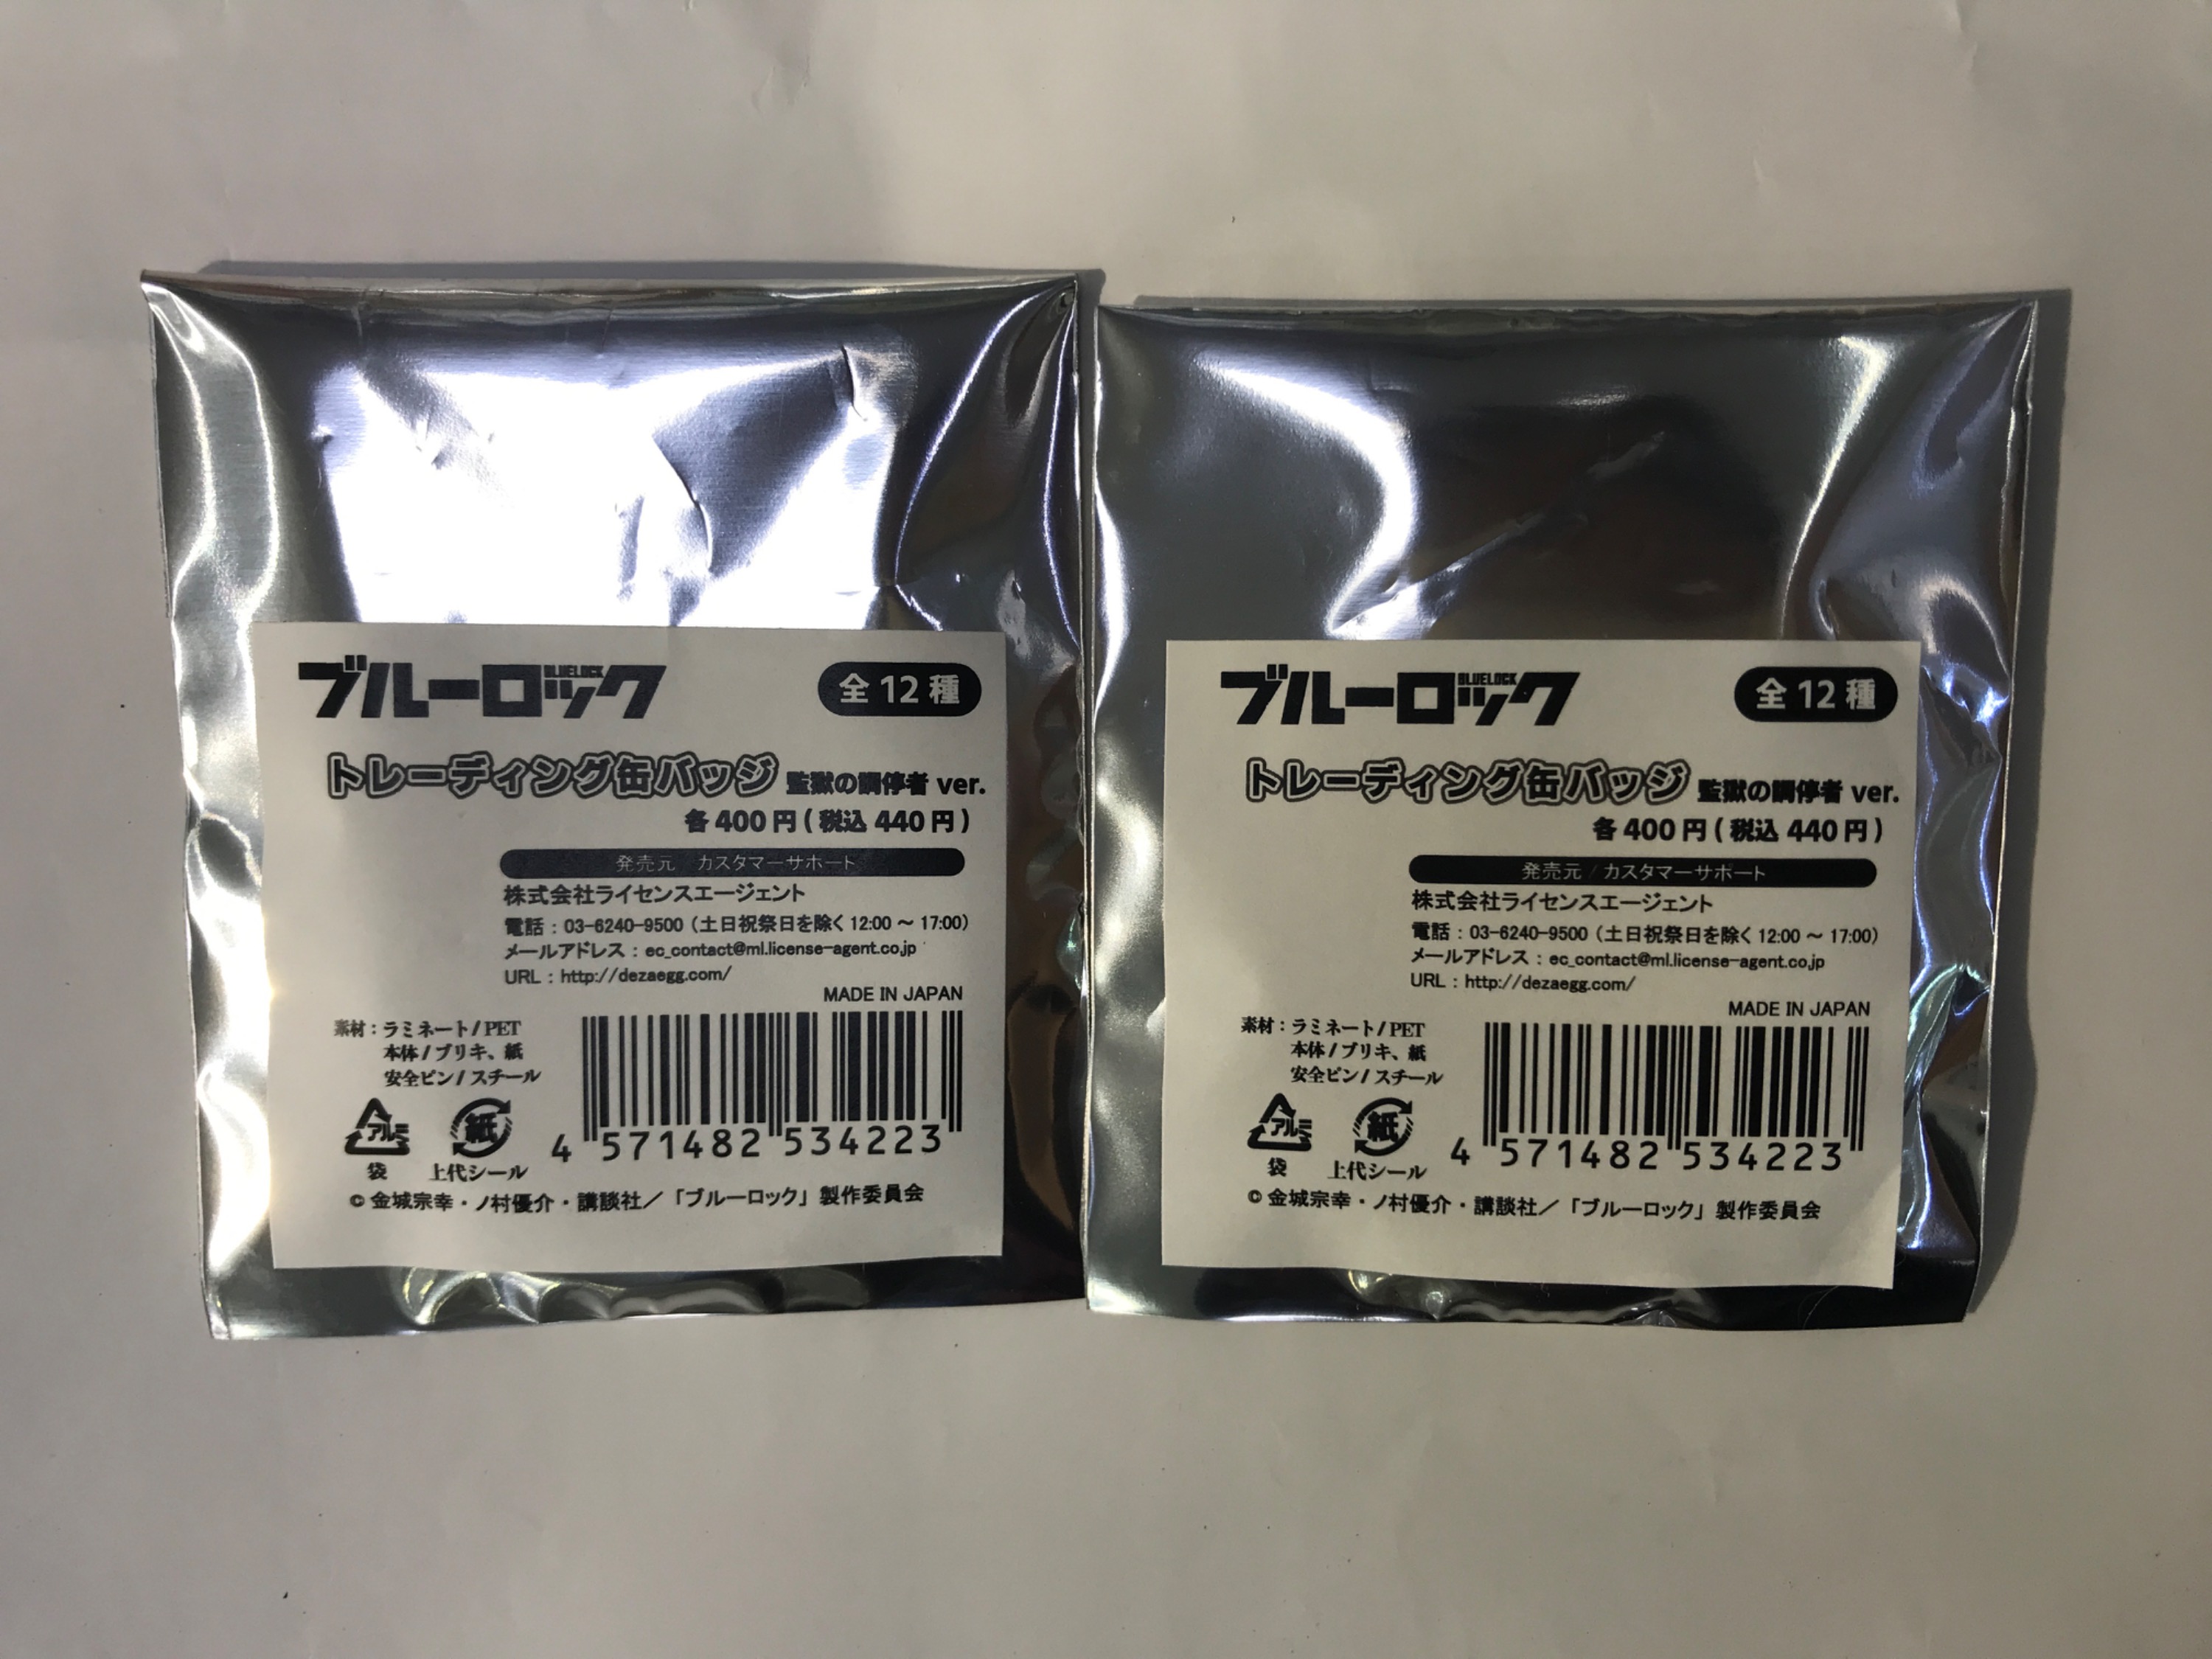 ブルーロック
BLUELOCK
全12種
トレーディング缶バッジ 監獄の調停者 ver.
各400円(税込440円)
発売元 カスタマーサポート
株式会社ライセンスエージェント
電話：03-6240-9500（土日祝祭日を除く12:00～17:00）
メールアドレス：ec_contact@ml.license-agent.co.jp
URL：http://dezaegg.com/
MADE IN JAPAN
素材：ラミネート/PET
本体/ブリキ、紙
安全ピン/スチール
アルミ 紙
袋 上代シール
4 571482 534223
©金城宗幸・ノ村優介・講談社／「ブルーロック」製作委員会
ブルーロック
BLUELOCK
全12種
トレーディング缶バッジ 監獄の調停者 ver.
各400円(税込440円)
発売元／カスタマーサポート
株式会社ライセンスエージェント
電話：03-6240-9500（土日祝祭日を除く12:00～17:00）
メールアドレス：ec_contact@ml.license-agent.co.jp
URL：http://dezaegg.com/
MADE IN JAPAN
素材：ラミネート/PET
本体/ブリキ、紙
安全ピン/スチール
アルミ 紙
袋 上代シール
4 571482 534223
©金城宗幸・ノ村優介・講談社／「ブルーロック」製作委員会